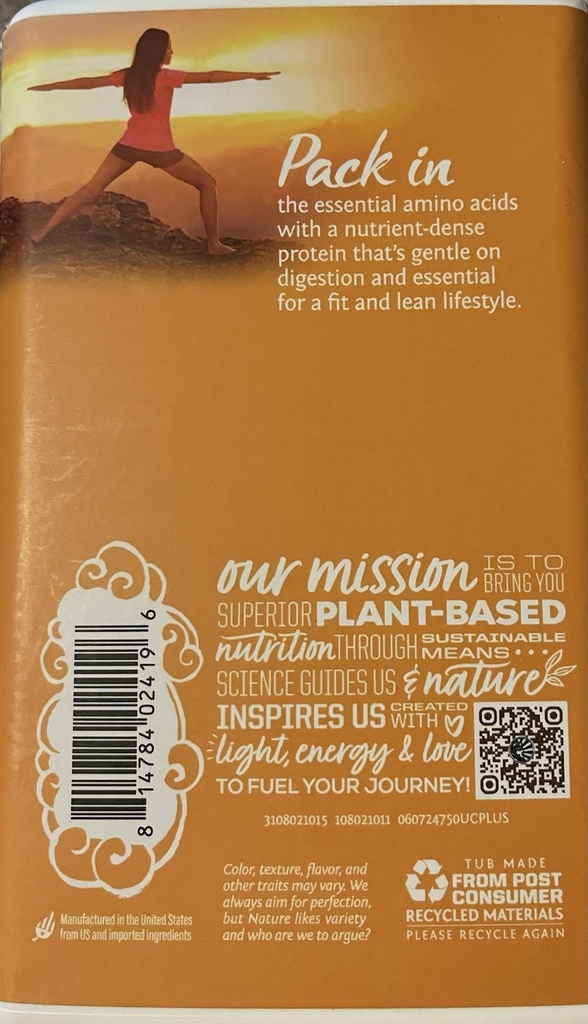 Pack in
the essential amino acids
with a nutrient-dense
protein that's gentle on
digestion and essential
for a fit and lean lifestyle.
our mission IS TO BRING YOU
SUPERIOR PLANT-BASED
nutrition THROUGH SUSTAINABLE MEANS...
SCIENCE GUIDES US & nature
INSPIRES US CREATED WITH
light, energy & love
TO FUEL YOUR JOURNEY!
8 14784 02419 6
3108021015 108021011 060724750UCPLUS
Manufactured in the United States
from US and imported ingredients
Color, texture, flavor, and
other traits may vary. We
always aim for perfection,
but Nature likes variety
and who are we to argue?
TUB MADE
FROM POST
CONSUMER
RECYCLED MATERIALS
PLEASE RECYCLE AGAIN